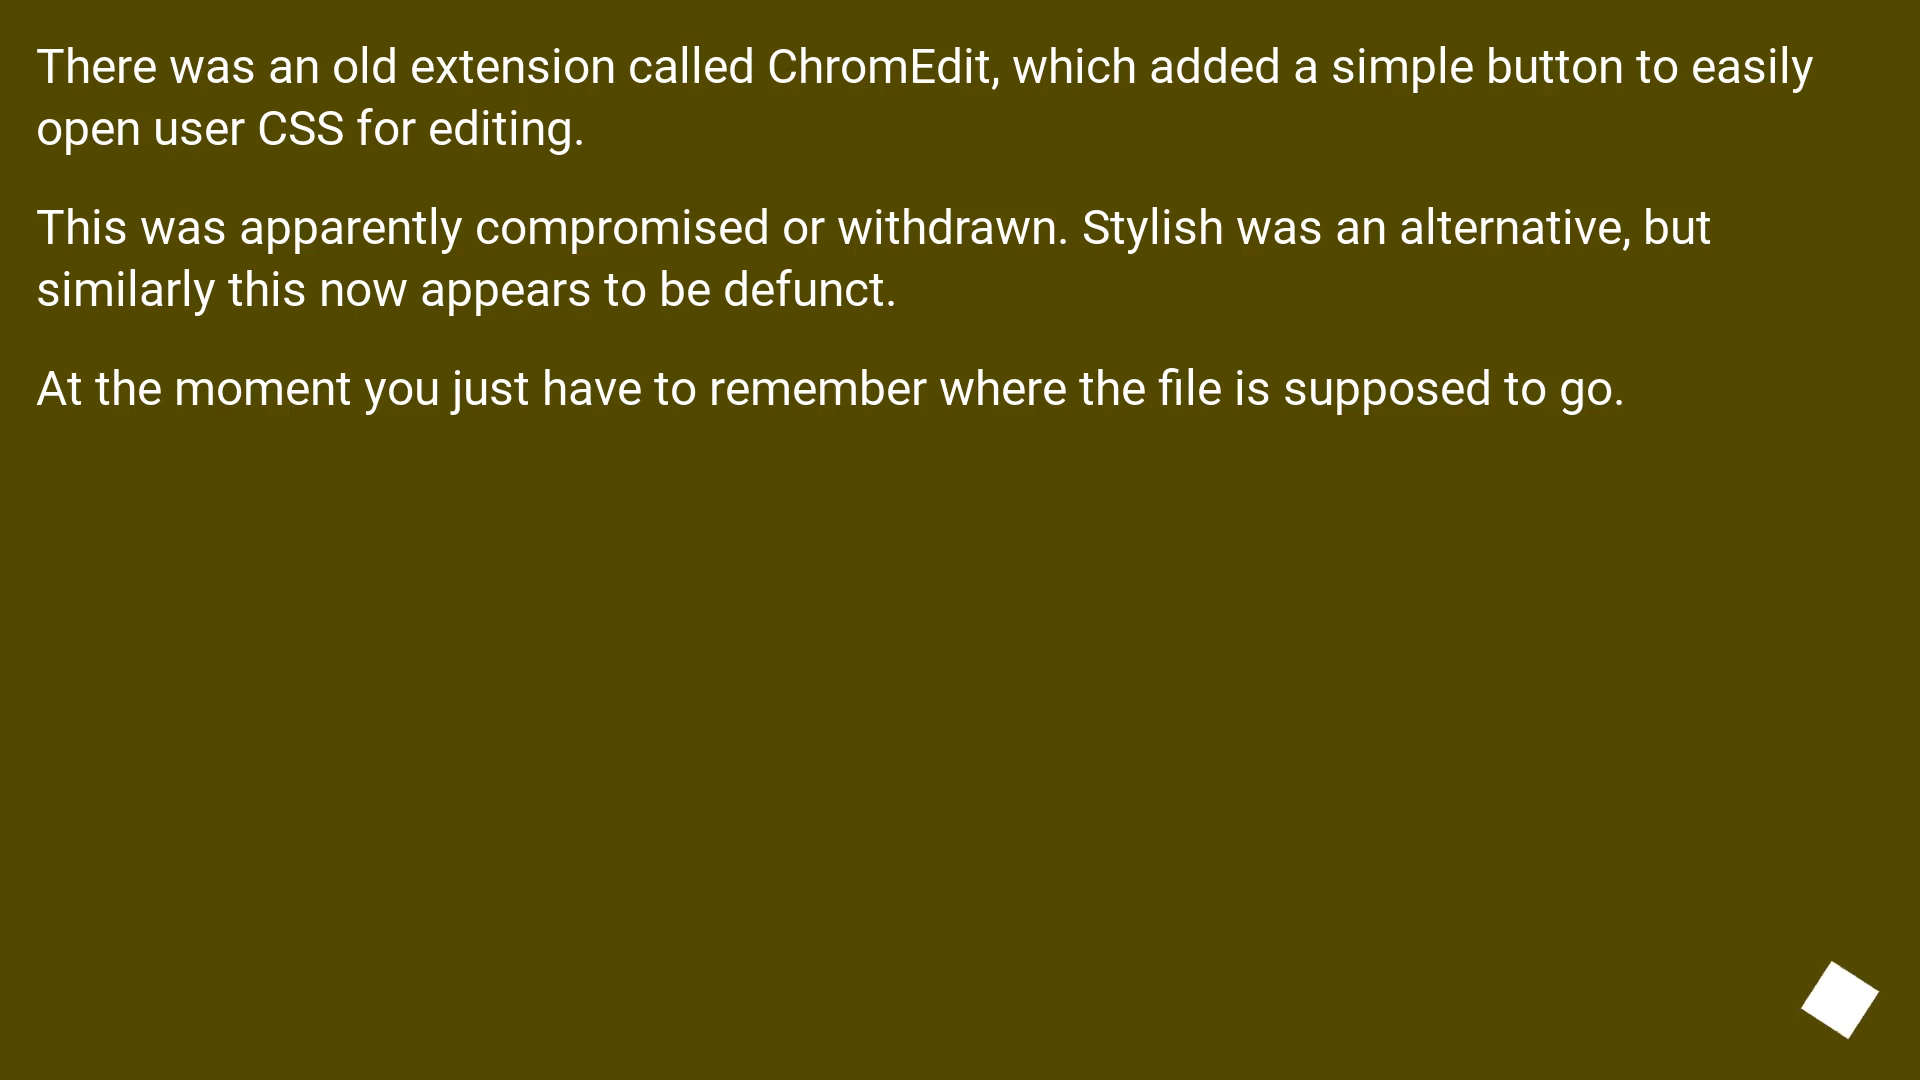 There was an old extension called ChromEdit, which added a simple button to easily
open user CSS for editing.
This was apparently compromised or withdrawn. Stylish was an alternative, but
similarly this now appears to be defunct.
At the moment you just have to remember where the file is supposed to go.